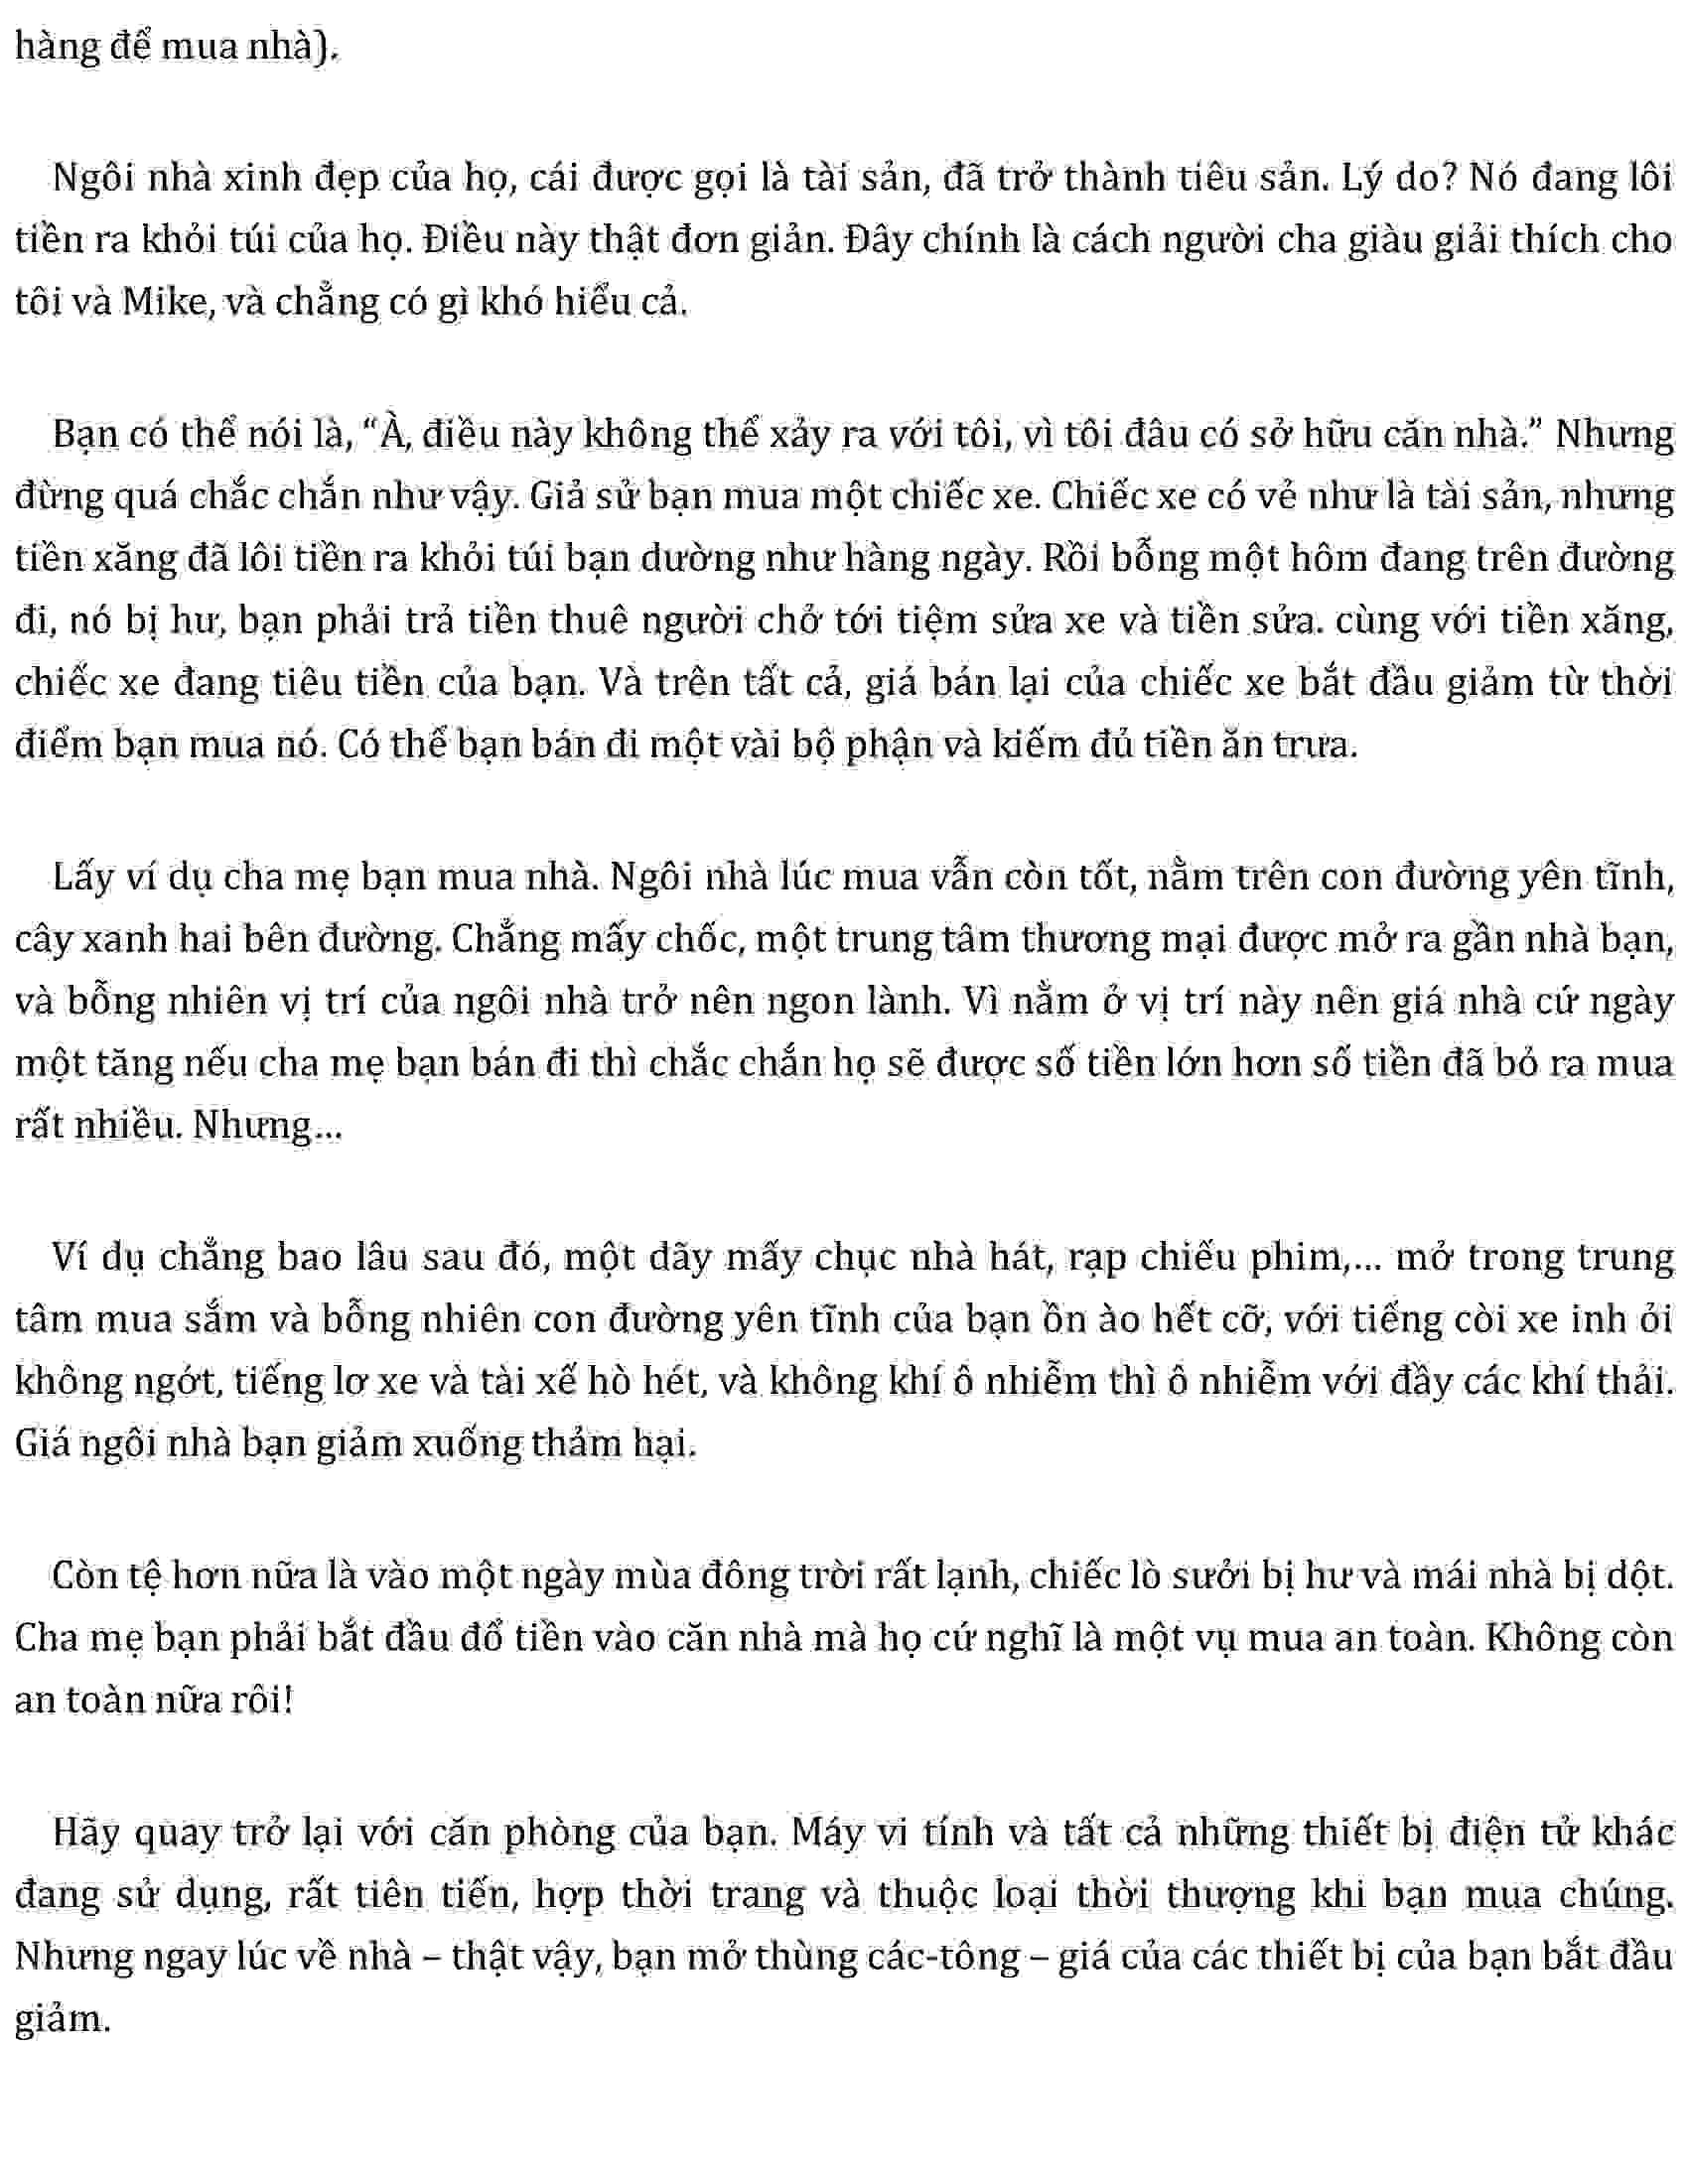 hàng để mua nhà).
Ngôi nhà xinh đẹp của họ, cái được gọi là tài sản, đã trở thành tiêu sản. Lý do? Nó đang lôi
tiền ra khỏi túi của họ. Điều này thật đơn giản. Đây chính là cách người cha giàu giải thích cho
tôi và Mike, và chẳng có gì khó hiểu cả.
Bạn có thể nói là, “À, điều này không thể xảy ra với tôi, vì tôi đâu có sở hữu căn nhà.” Nhưng
đừng quá chắc chắn như vậy. Giả sử bạn mua một chiếc xe. Chiếc xe có vẻ như là tài sản, nhưng
tiền xăng đã lôi tiền ra khỏi túi bạn dường như hàng ngày. Rồi bỗng một hôm đang trên đường
đi, nó bị hư, bạn phải trả tiền thuê người chở tới tiệm sửa xe và tiền sửa. cùng với tiền xăng,
chiếc xe đang tiêu tiền của bạn. Và trên tất cả, giá bán lại của chiếc xe bắt đầu giảm từ thời
điểm bạn mua nó. Có thể bạn bán đi một vài bộ phận và kiếm đủ tiền ăn trưa.
Lấy ví dụ cha mẹ bạn mua nhà. Ngôi nhà lúc mua vẫn còn tốt, nằm trên con đường yên tĩnh,
cây xanh hai bên đường. Chẳng mấy chốc, một trung tâm thương mại được mở ra gần nhà bạn,
và bỗng nhiên vị trí của ngôi nhà trở nên ngon lành. Vì nằm ở vị trí này nên giá nhà cứ ngày
một tăng nếu cha mẹ bạn bán đi thì chắc chắn họ sẽ được số tiền lớn hơn số tiền đã bỏ ra mua
rất nhiều. Nhưng...
Ví dụ chẳng bao lâu sau đó, một dãy mấy chục nhà hát, rạp chiếu phim,... mở trong trung
tâm mua sắm và bỗng nhiên con đường yên tĩnh của bạn ồn ào hết cỡ, với tiếng còi xe inh ỏi
không ngớt, tiếng lơ xe và tài xế hò hét, và không khí ô nhiễm thì ô nhiễm với đầy các khí thải.
Giá ngôi nhà bạn giảm xuống thảm hại.
Còn tệ hơn nữa là vào một ngày mùa đông trời rất lạnh, chiếc lò sưởi bị hư và mái nhà bị dột.
Cha mẹ bạn phải bắt đầu đổ tiền vào căn nhà mà họ cứ nghĩ là một vụ mua an toàn. Không còn
an toàn nữa rồi!
Hãy quay trở lại với căn phòng của bạn. Máy vi tính và tất cả những thiết bị điện tử khác
đang sử dụng, rất tiên tiến, hợp thời trang và thuộc loại thời thượng khi bạn mua chúng.
Nhưng ngay lúc về nhà – thật vậy, bạn mở thùng các-tông – giá của các thiết bị của bạn bắt đầu
giảm.